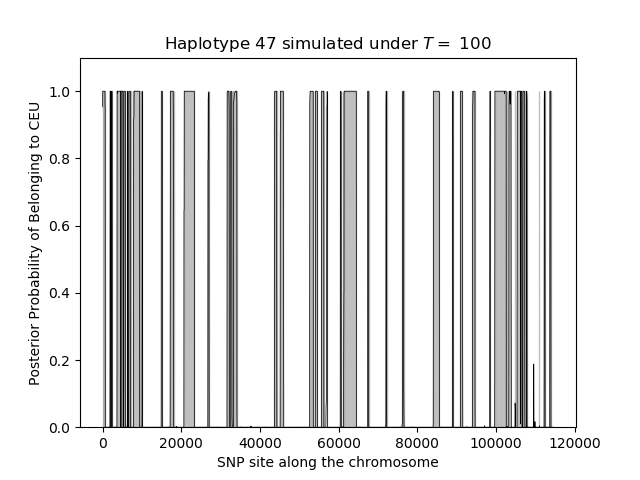 Haplotype 47 simulated under T = 100
Posterior Probability of Belonging to CEU
1.0
0.8
0.6
0.4
0.2
0.0
0 20000 40000 60000 80000 100000 120000
SNP site along the chromosome